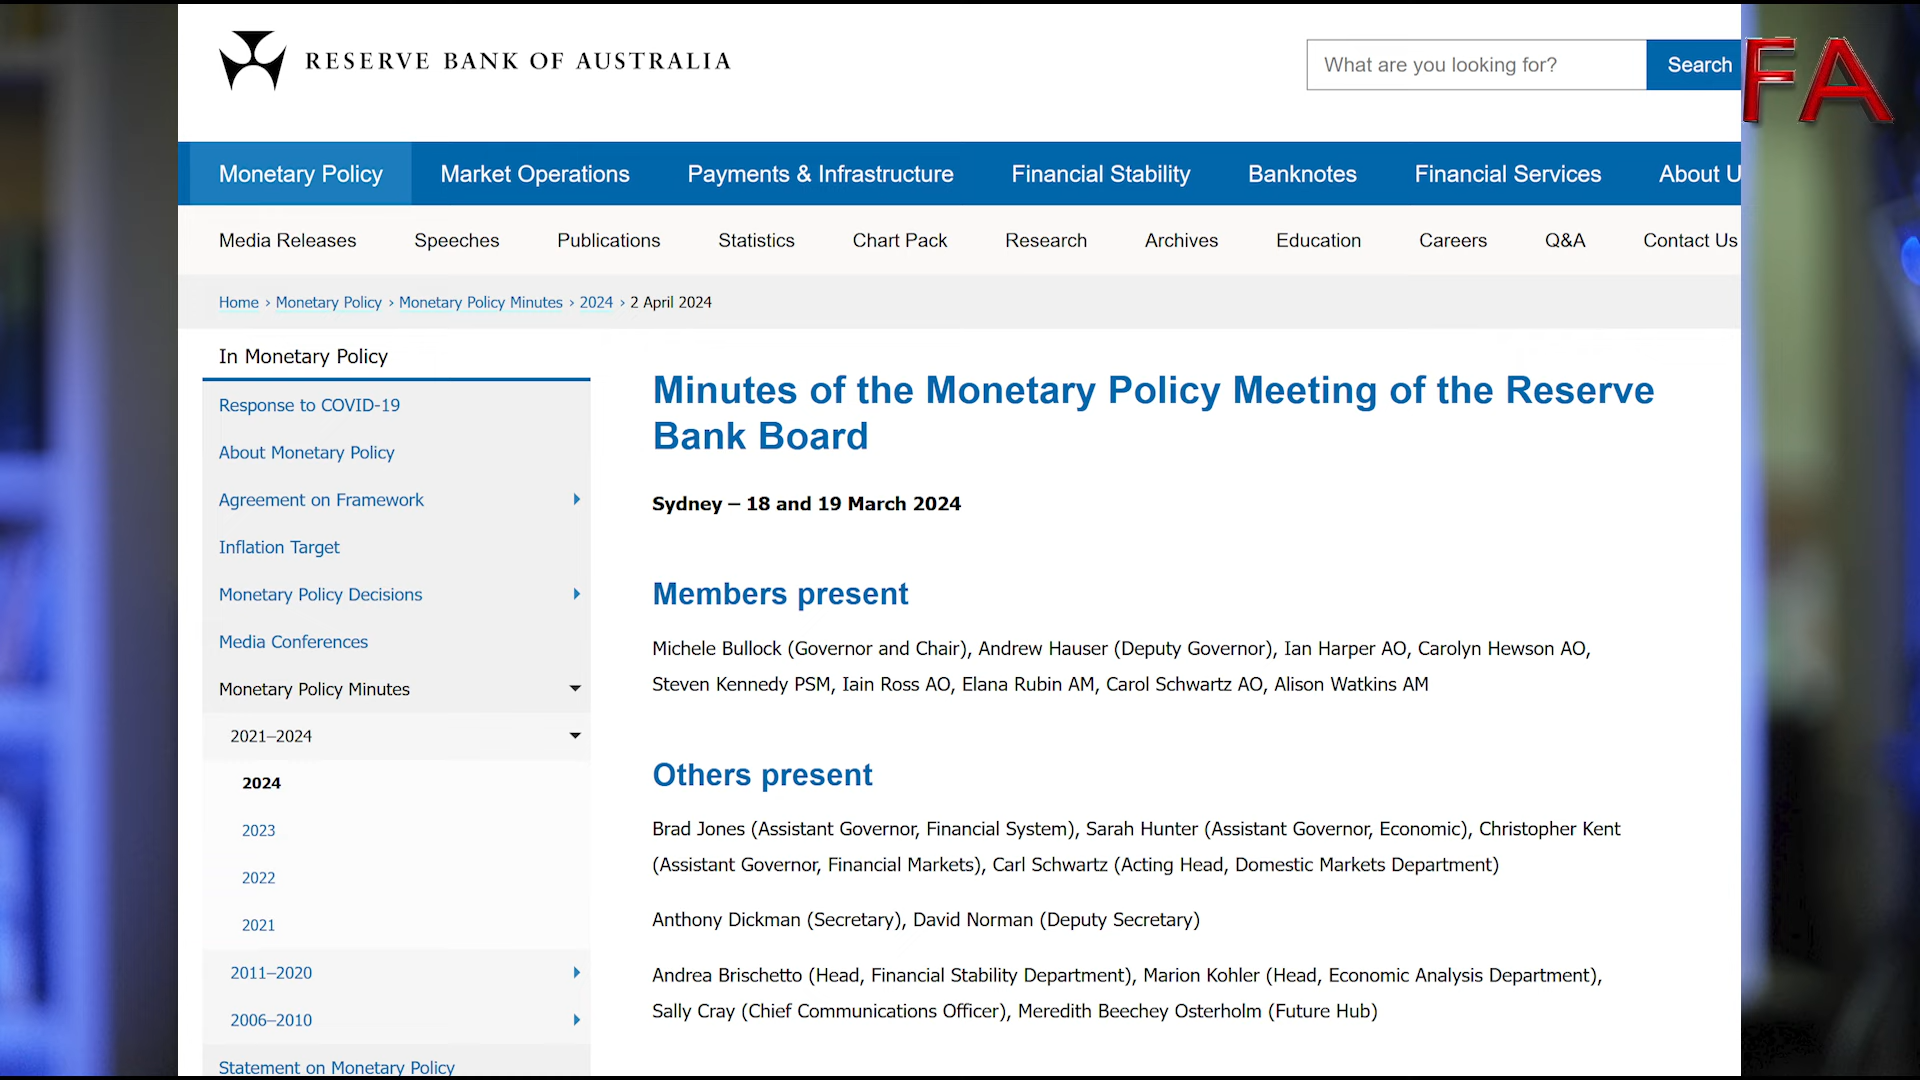 RESERVE BANK OF AUSTRALIA
What are you looking for?
Search
FA
Monetary Policy
Market Operations
Payments & Infrastructure
Financial Stability
Banknotes
Financial Services
About U
Media Releases
Speeches
Publications
Statistics
Chart Pack
Research
Archives
Education
Careers
Q&A
Contact Us
Home › Monetary Policy › Monetary Policy Minutes › 2024 › 2 April 2024
In Monetary Policy
Response to COVID-19
About Monetary Policy
Agreement on Framework
Inflation Target
Monetary Policy Decisions
Media Conferences
Monetary Policy Minutes
2021–2024
2024
2023
2022
2021
2011–2020
2006–2010
Statement on Monetary Policy
Minutes of the Monetary Policy Meeting of the Reserve
Bank Board
Sydney – 18 and 19 March 2024
Members present
Michele Bullock (Governor and Chair), Andrew Hauser (Deputy Governor), Ian Harper AO, Carolyn Hewson AO,
Steven Kennedy PSM, Iain Ross AO, Elana Rubin AM, Carol Schwartz AO, Alison Watkins AM
Others present
Brad Jones (Assistant Governor, Financial System), Sarah Hunter (Assistant Governor, Economic), Christopher Kent
(Assistant Governor, Financial Markets), Carl Schwartz (Acting Head, Domestic Markets Department)
Anthony Dickman (Secretary), David Norman (Deputy Secretary)
Andrea Brischetto (Head, Financial Stability Department), Marion Kohler (Head, Economic Analysis Department),
Sally Cray (Chief Communications Officer), Meredith Beechey Osterholm (Future Hub)